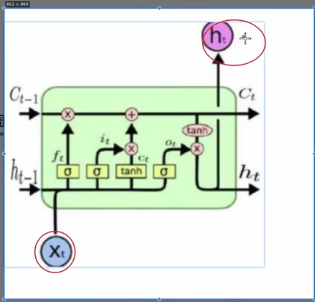 h_t
C_{t-1} × + C_t
tanh
i_t × o_t ×
f_t C_t
σ σ tanh σ
h_{t-1} h_t
X_t